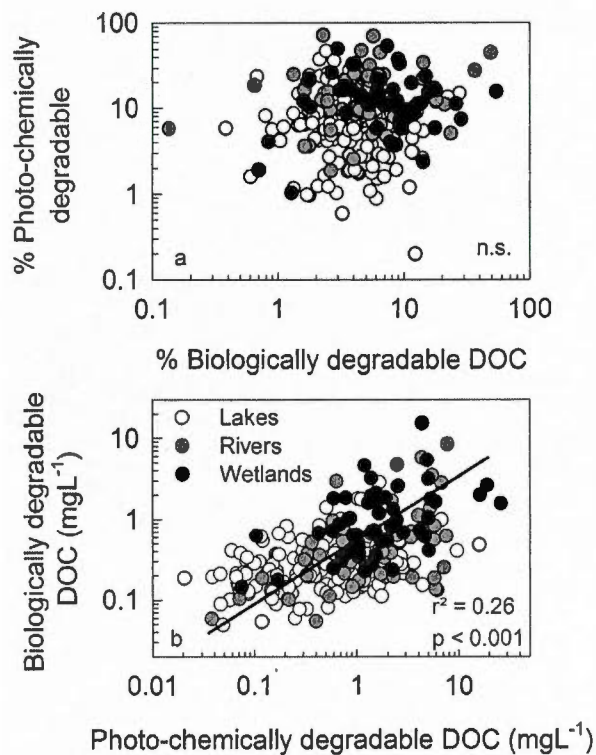 % Photo-chemically
degradable
100
10
1
0.1
a
n.s.
0.1
1
10
100
% Biologically degradable DOC
Biologically degradable
DOC (mgL⁻¹)
10
1
0.1
Lakes
Rivers
Wetlands
b
r² = 0.26
p < 0.001
0.01
0.1
1
10
Photo-chemically degradable DOC (mgL⁻¹)